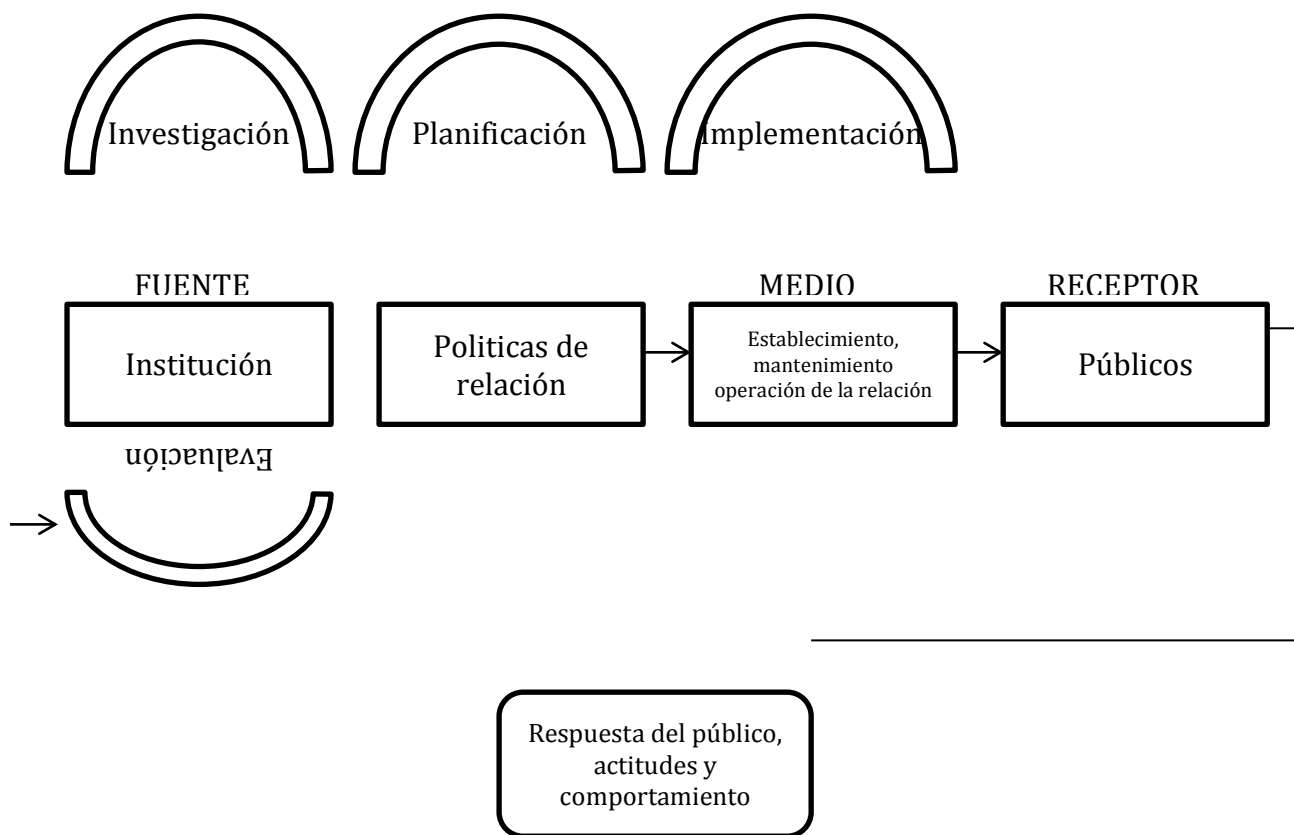 Investigación
Planificación
Implementación
FUENTE
MEDIO
RECEPTOR
Institución
Politicas de
relación
Establecimiento,
mantenimiento
operación de la relación
Públicos
Evaluación
Respuesta del público,
actitudes y
comportamiento